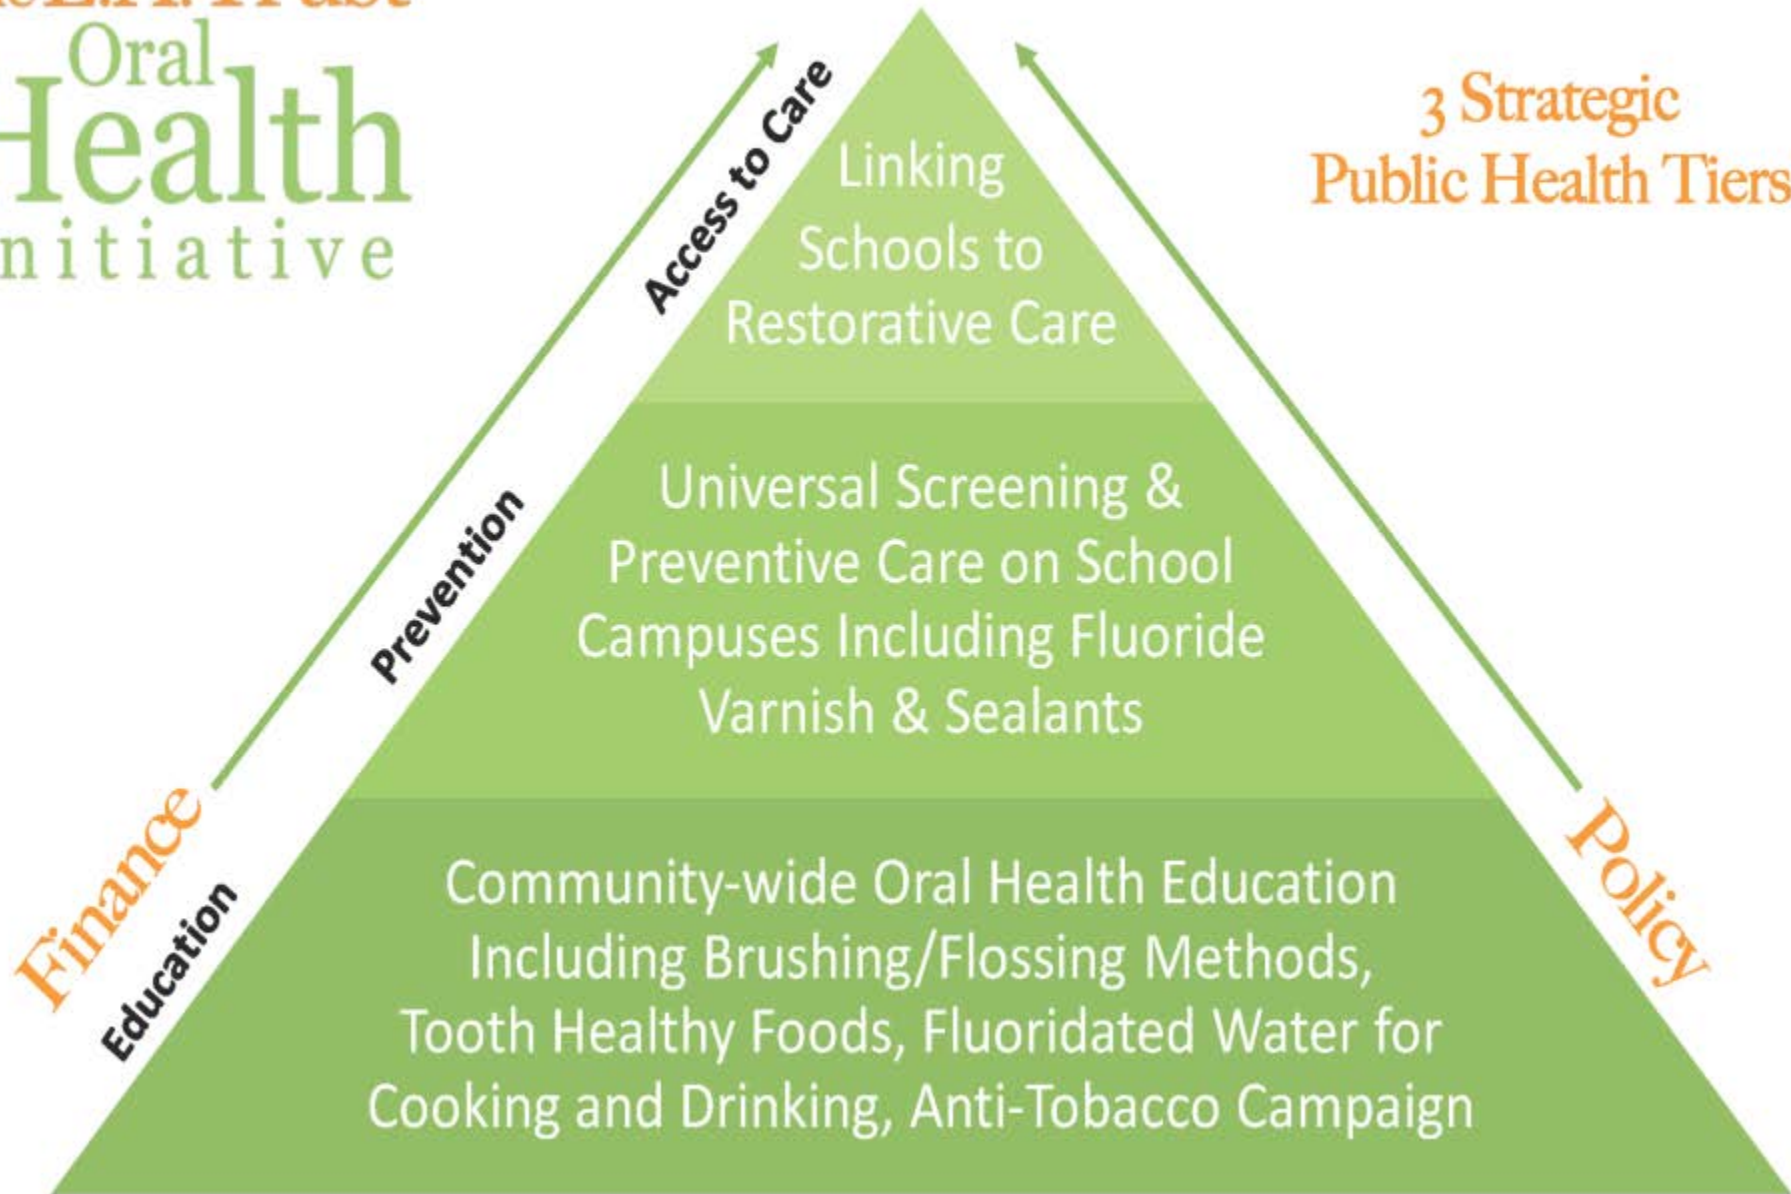 L.A. Trust
Oral
Health
nitiative
3 Strategic
Public Health Tiers
Access to Care
Linking
Schools to
Restorative Care
Prevention
Universal Screening &
Preventive Care on School
Campuses Including Fluoride
Varnish & Sealants
Finance
Policy
Education
Community-wide Oral Health Education
Including Brushing/Flossing Methods,
Tooth Healthy Foods, Fluoridated Water for
Cooking and Drinking, Anti-Tobacco Campaign